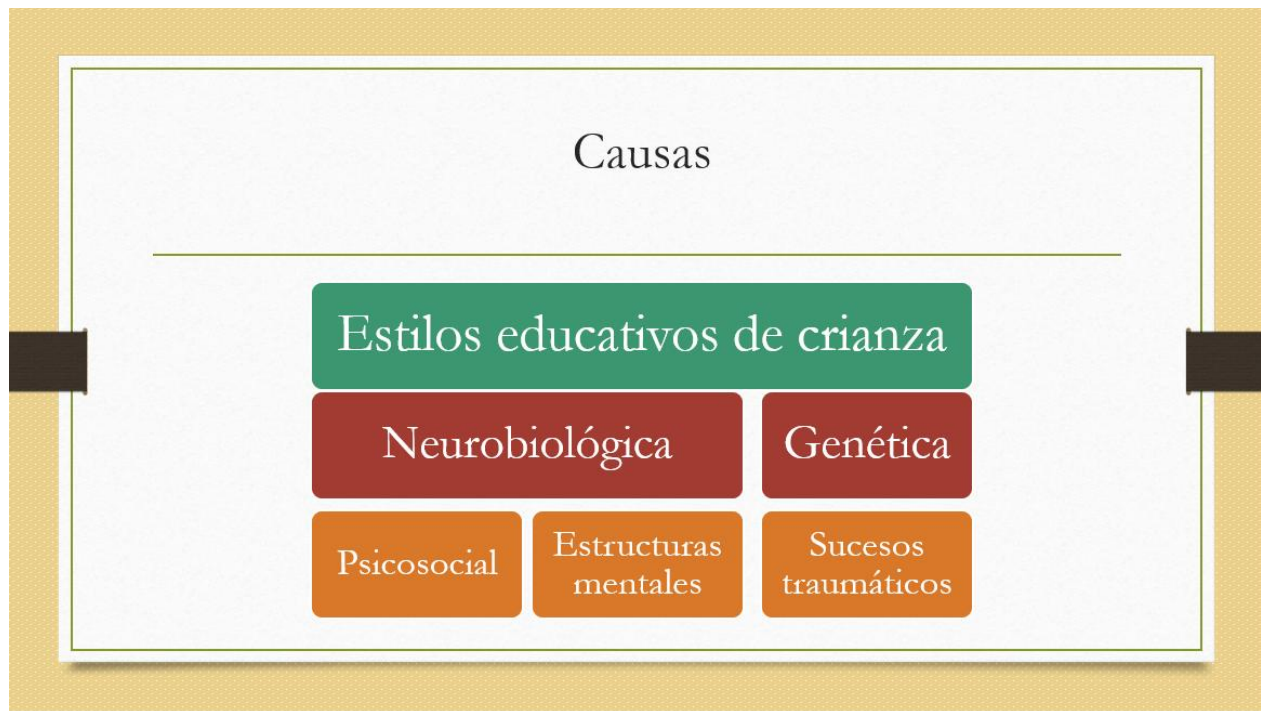 Causas
Estilos educativos de crianza
Neurobiológica
Genética
Psicosocial
Estructuras
mentales
Sucesos
traumáticos